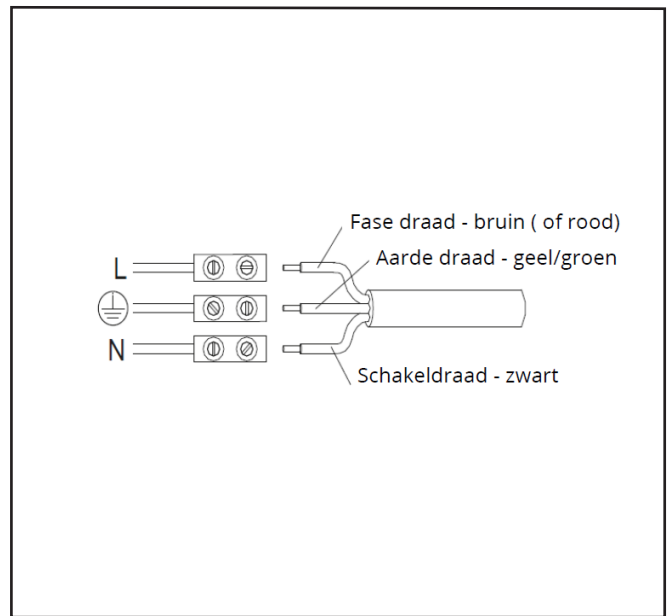 Fase draad - bruin ( of rood)
L
Aarde draad - geel/groen
N
Schakeldraad - zwart